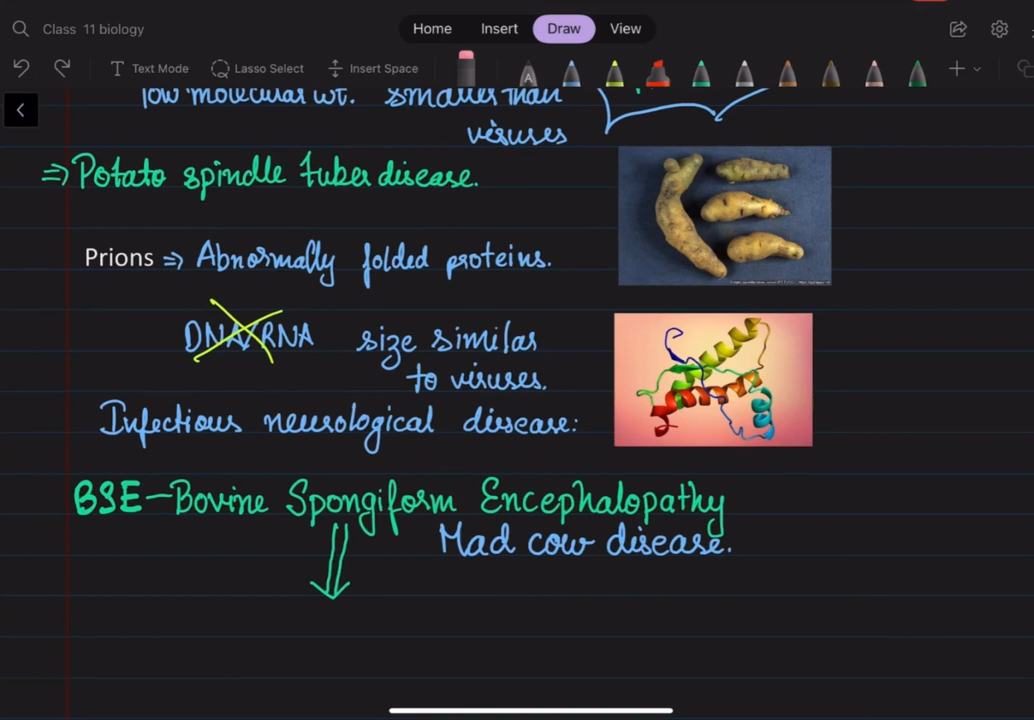 Class 11 biology
Home Insert Draw View
Text Mode Lasso Select Insert Space
low molecular wt. smaller than
viruses
⇒ Potato spindle tuber disease.
Prions ⇒ Abnormally folded proteins.
DNA/RNA size similar
to viruses.
Infectious neurological disease:
BSE – Bovine Spongiform Encephalopathy
Mad cow disease.